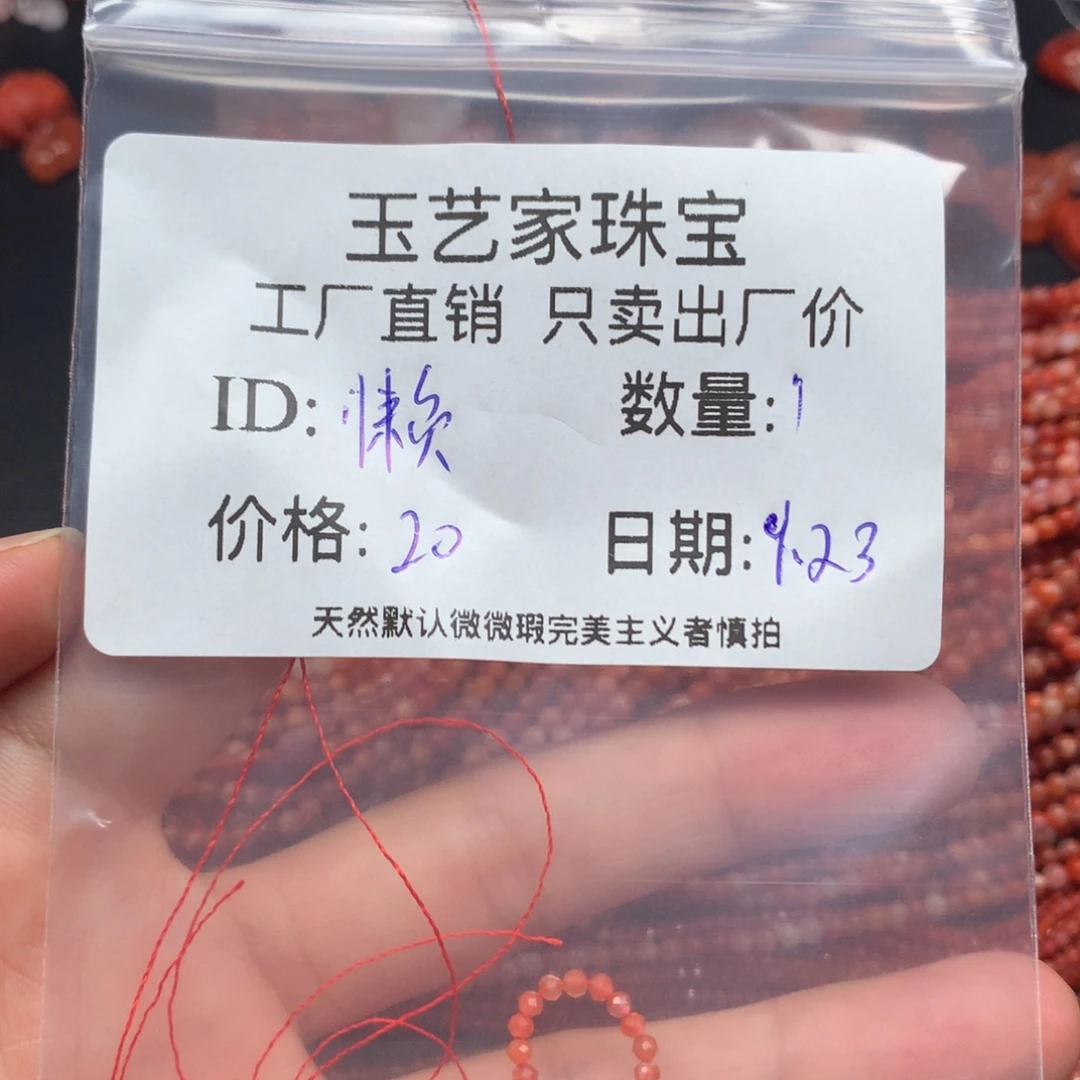 玉艺家珠宝
工厂直销 只卖出厂价
ID: 懒 数量: 1
价格: 20 日期: 9.23
天然默认微微瑕完美主义者慎拍